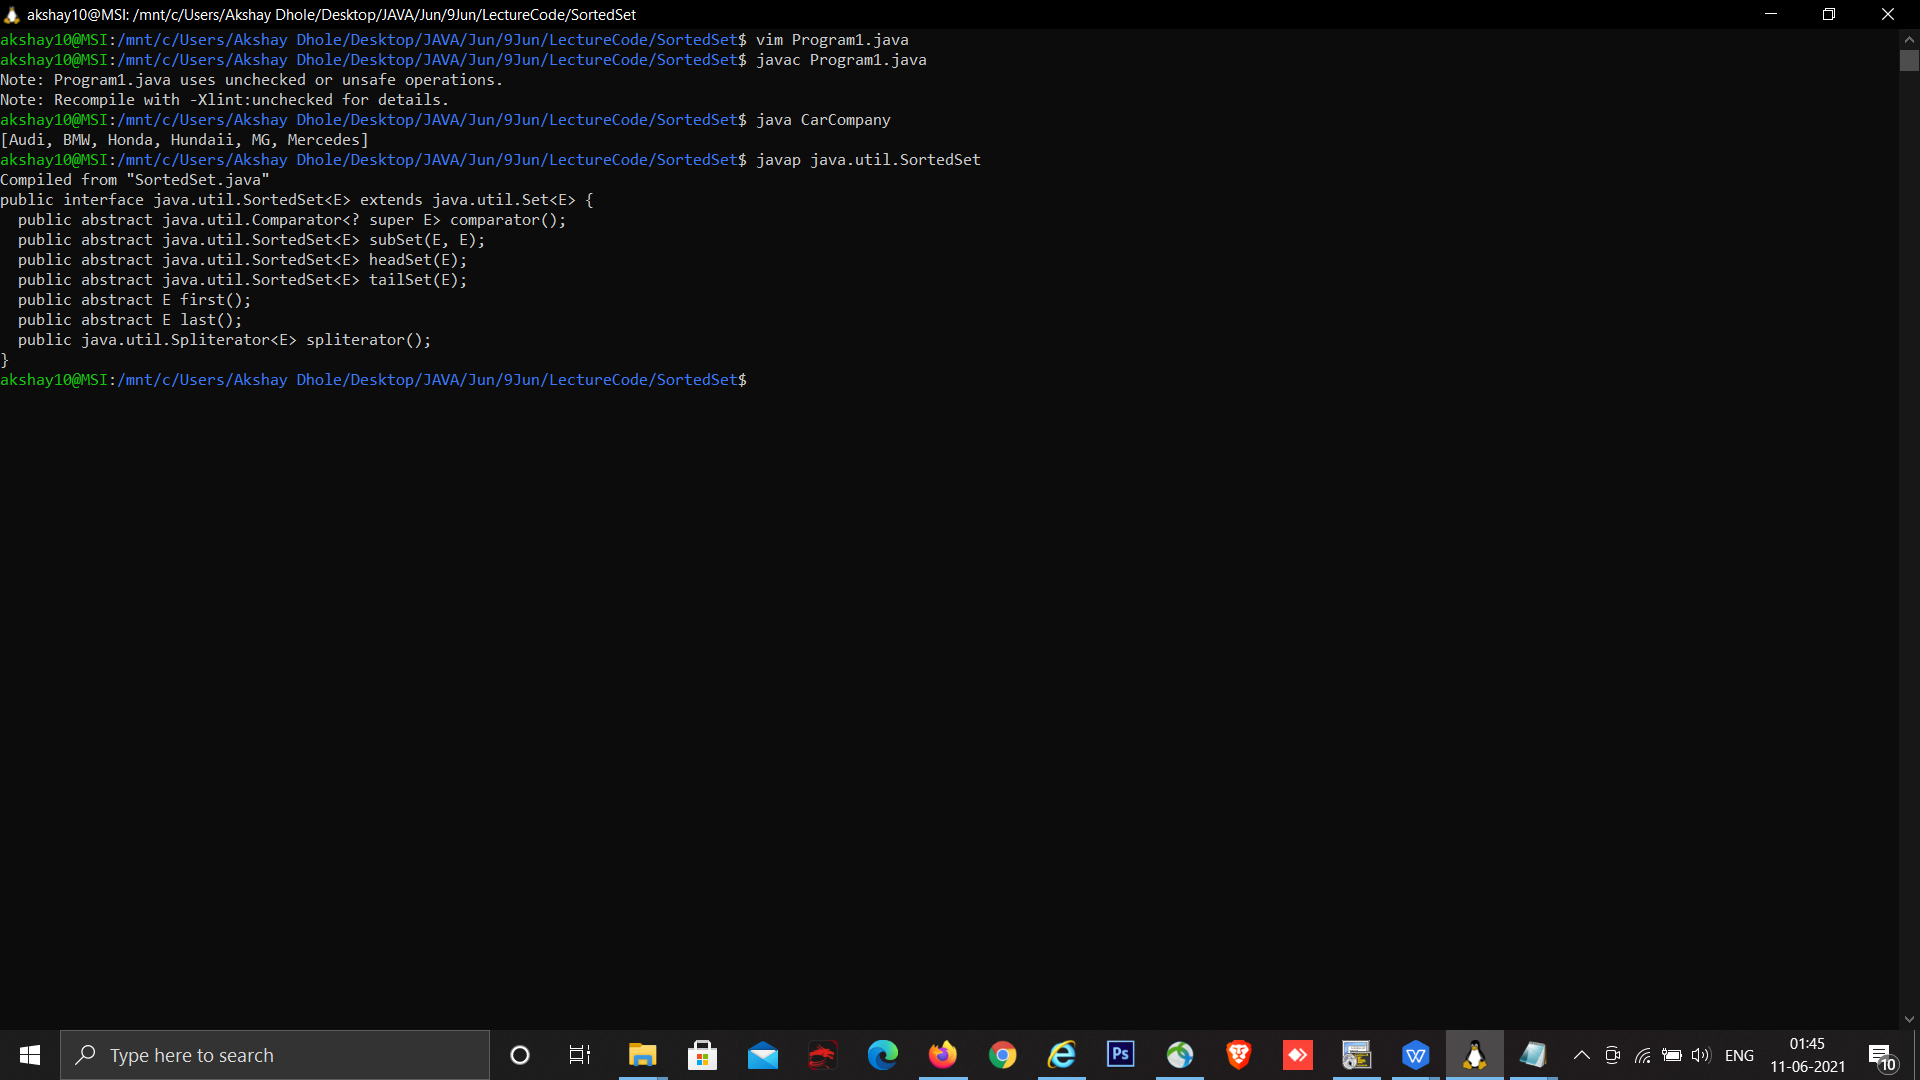 akshay10@MSI: /mnt/c/Users/Akshay Dhole/Desktop/JAVA/Jun/9Jun/LectureCode/SortedSet
akshay10@MSI:/mnt/c/Users/Akshay Dhole/Desktop/JAVA/Jun/9Jun/LectureCode/SortedSet$ vim Program1.java
akshay10@MSI:/mnt/c/Users/Akshay Dhole/Desktop/JAVA/Jun/9Jun/LectureCode/SortedSet$ javac Program1.java
Note: Program1.java uses unchecked or unsafe operations.
Note: Recompile with -Xlint:unchecked for details.
akshay10@MSI:/mnt/c/Users/Akshay Dhole/Desktop/JAVA/Jun/9Jun/LectureCode/SortedSet$ java CarCompany
[Audi, BMW, Honda, Hundaii, MG, Mercedes]
akshay10@MSI:/mnt/c/Users/Akshay Dhole/Desktop/JAVA/Jun/9Jun/LectureCode/SortedSet$ javap java.util.SortedSet
Compiled from "SortedSet.java"
public interface java.util.SortedSet<E> extends java.util.Set<E> {
  public abstract java.util.Comparator<? super E> comparator();
  public abstract java.util.SortedSet<E> subSet(E, E);
  public abstract java.util.SortedSet<E> headSet(E);
  public abstract java.util.SortedSet<E> tailSet(E);
  public abstract E first();
  public abstract E last();
  public java.util.Spliterator<E> spliterator();
}
akshay10@MSI:/mnt/c/Users/Akshay Dhole/Desktop/JAVA/Jun/9Jun/LectureCode/SortedSet$
Type here to search
Ps
W
ENG
01:45
11-06-2021
10